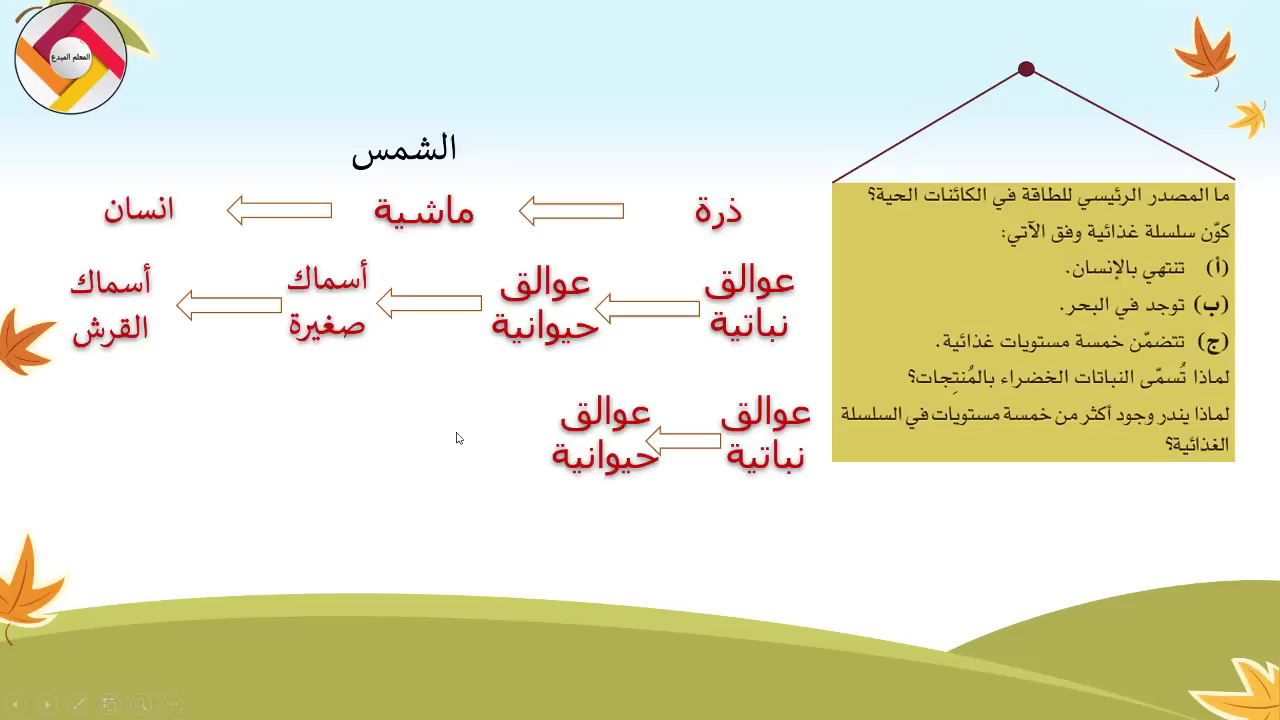 المعلم المبدع
ما المصدر الرئيسي للطاقة في الكائنات الحية؟
كوّن سلسلة غذائية وفق الآتي:
(أ) تنتهي بالإنسان.
(ب) توجد في البحر.
(ج) تتضمّن خمسة مستويات غذائية.
لماذا تُسمّى النباتات الخضراء بالمُنتِجات؟
لماذا يندر وجود أكثر من خمسة مستويات في السلسلة
الغذائية؟
الشمس
ذرة
ماشية
انسان
عوالق
نباتية
عوالق
حيوانية
أسماك
صغيرة
أسماك
القرش
عوالق
نباتية
عوالق
حيوانية